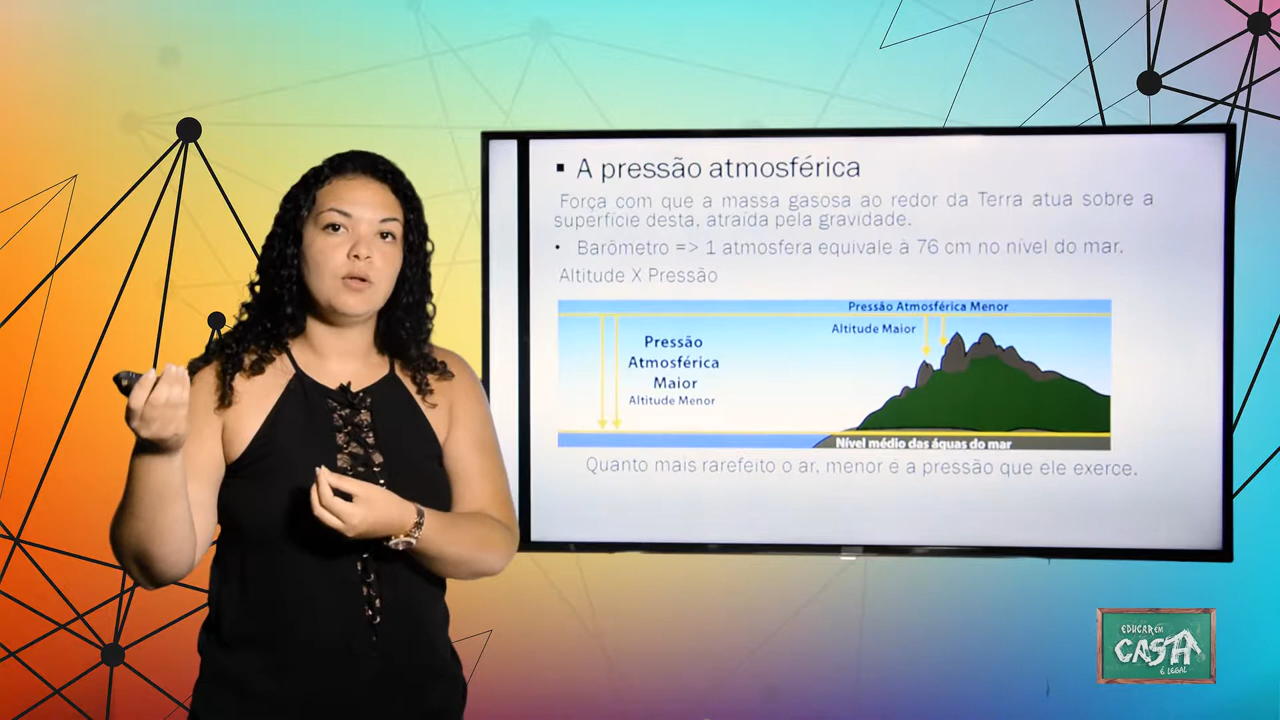 ▪ A pressão atmosférica
Força com que a massa gasosa ao redor da Terra atua sobre a
superfície desta, atraída pela gravidade.
• Barômetro => 1 atmosfera equivale à 76 cm no nível do mar.
Altitude X Pressão
Pressão Atmosférica Menor
Altitude Maior
Pressão
Atmosférica
Maior
Altitude Menor
Nível médio das águas do mar
Quanto mais rarefeito o ar, menor é a pressão que ele exerce.
EDUCAR EM
CASA
É LEGAL